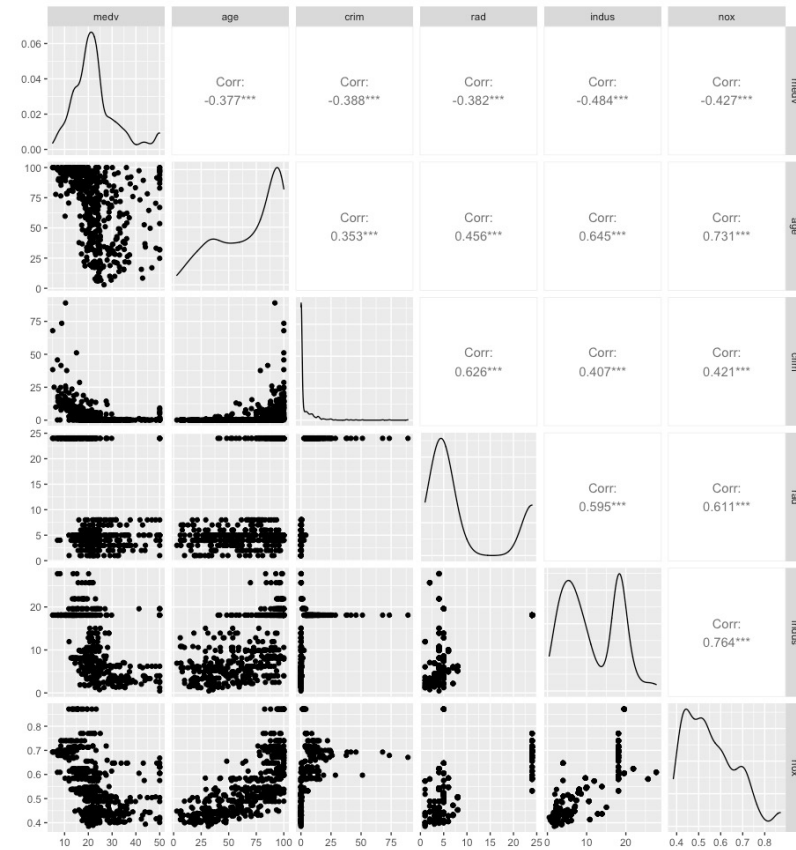 medv age crim rad indus nox
0.06
0.04
0.02
0.00
Corr:
-0.377***
Corr:
-0.388***
Corr:
-0.382***
Corr:
-0.484***
Corr:
-0.427***
medv
100
75
50
25
0
Corr:
0.353***
Corr:
0.456***
Corr:
0.645***
Corr:
0.731***
age
75
50
25
0
Corr:
0.626***
Corr:
0.407***
Corr:
0.421***
crim
25
20
15
10
5
0
Corr:
0.595***
Corr:
0.611***
rad
20
10
0
Corr:
0.764***
indus
0.8
0.7
0.6
0.5
0.4
nox
10 20 30 40 50 0 25 50 75 100 0 25 50 75 0 5 10 15 20 25 0 10 20 0.4 0.5 0.6 0.7 0.8